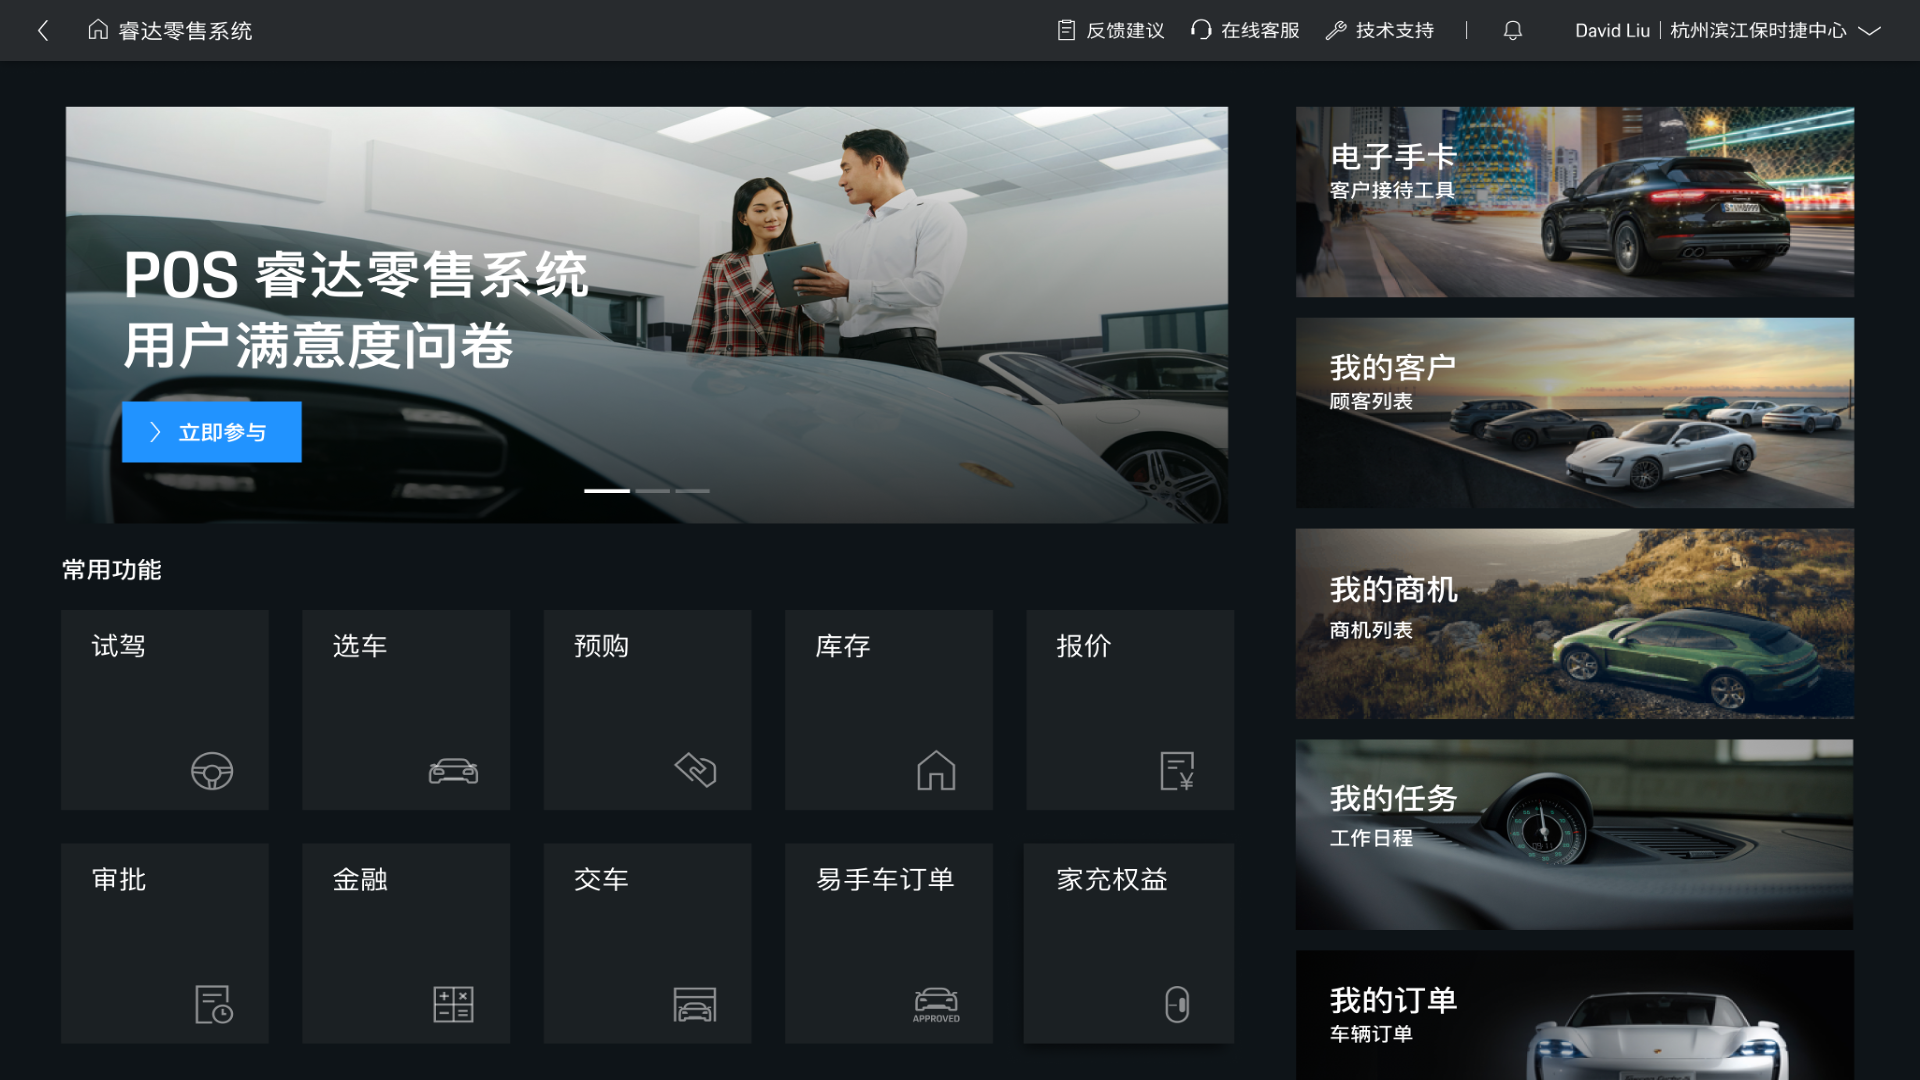 睿达零售系统
反馈建议
在线客服
技术支持
David Liu
杭州滨江保时捷中心
POS 睿达零售系统
用户满意度问卷
立即参与
电子手卡
客户接待工具
我的客户
顾客列表
我的商机
商机列表
我的任务
工作日程
我的订单
车辆订单
常用功能
试驾
选车
预购
库存
报价
审批
金融
交车
易手车订单
APPROVED
家充权益